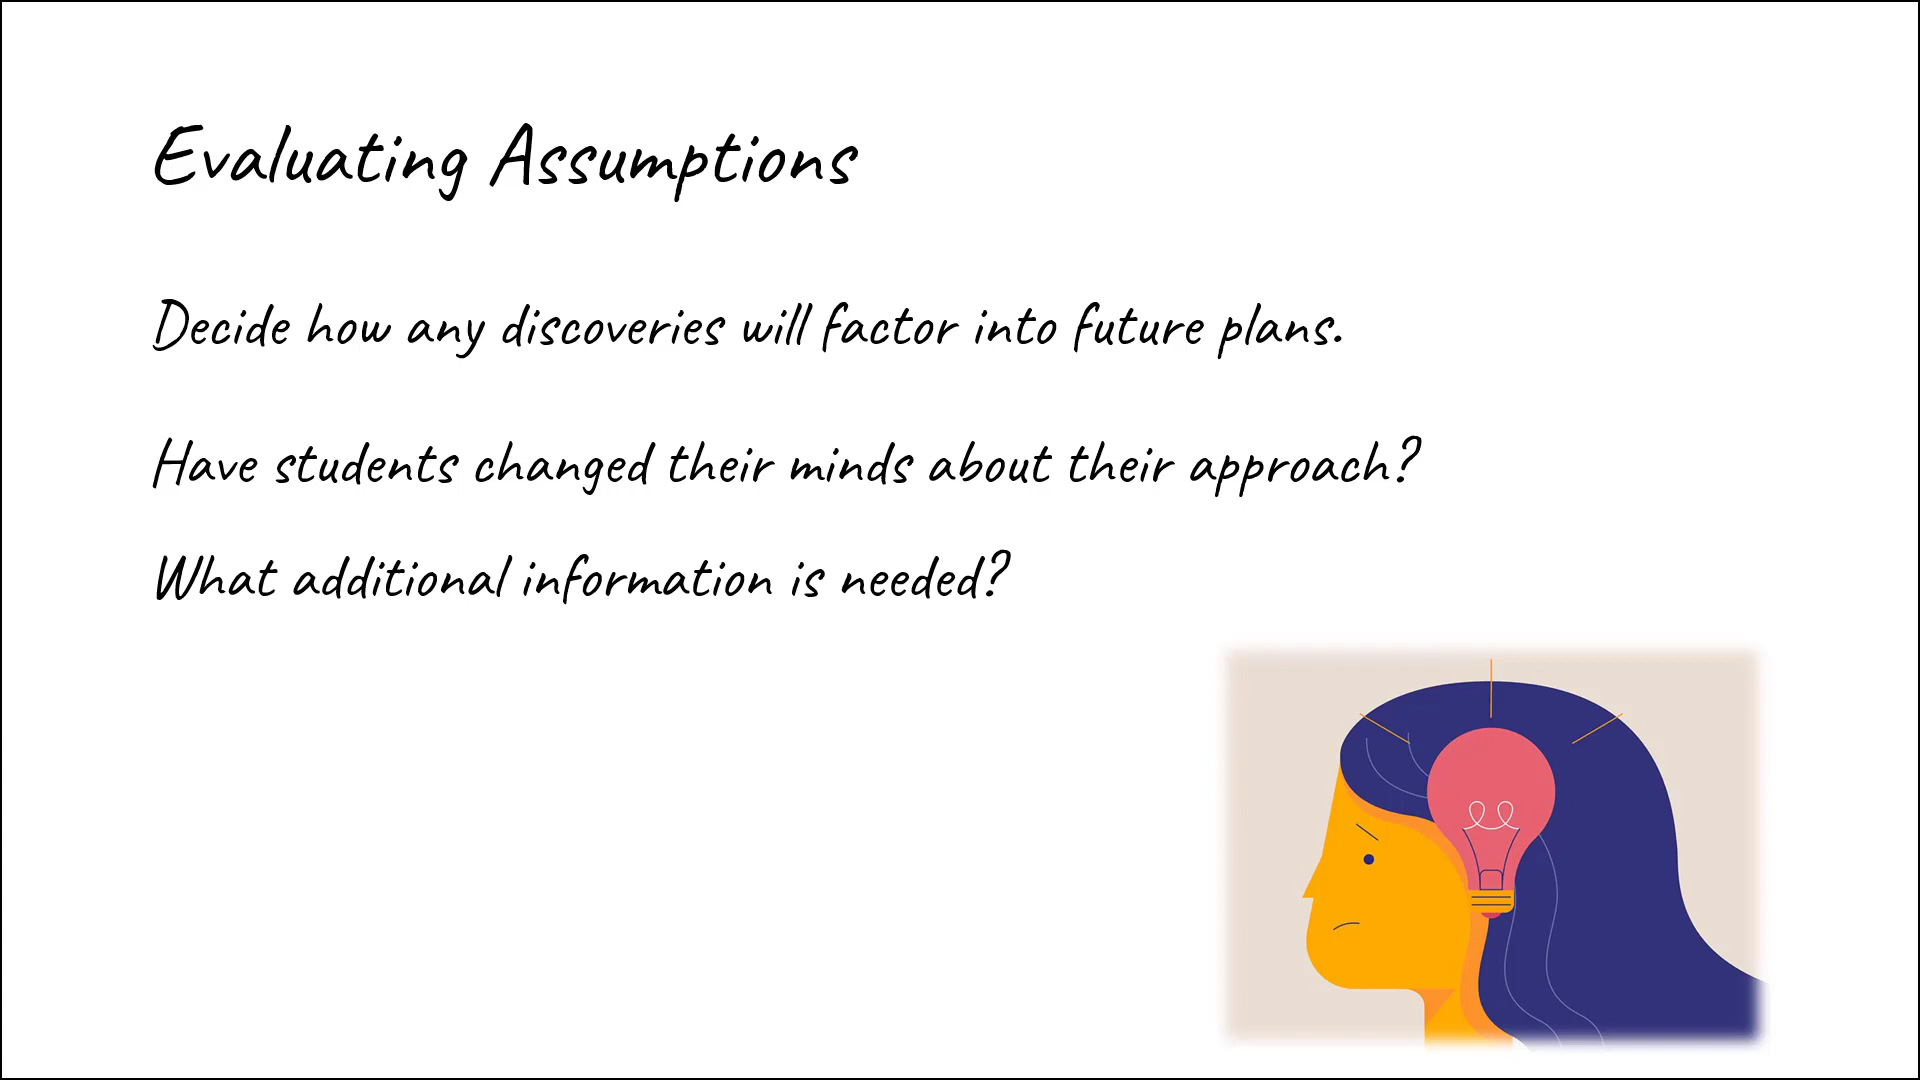 Evaluating Assumptions
Decide how any discoveries will factor into future plans.
Have students changed their minds about their approach?
What additional information is needed?